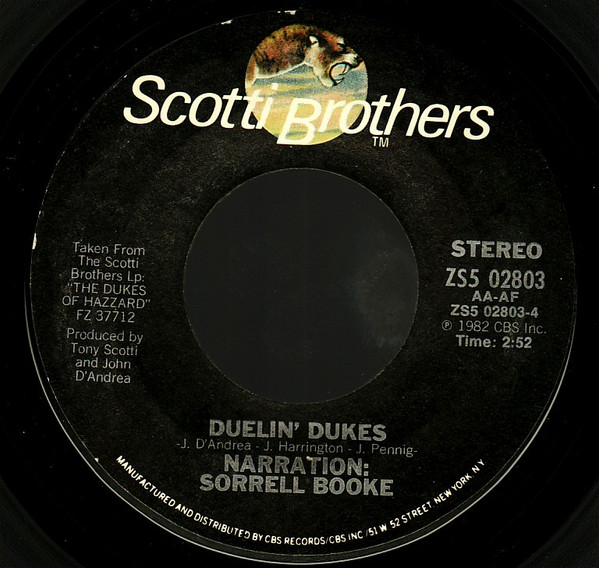 Scotti Brothers
TM
Taken From
The Scotti
Brothers Lp:
"THE DUKES
OF HAZZARD"
FZ 37712
Produced by
Tony Scotti
and John
D'Andrea
STEREO
ZS5 02803
AA-AF
ZS5 02803-4
℗ 1982 CBS Inc.
Time: 2:52
DUELIN' DUKES
-J. D'Andrea - J. Harrington - J. Pennig-
NARRATION:
SORRELL BOOKE
MANUFACTURED AND DISTRIBUTED BY CBS RECORDS/CBS INC /51 W 52 STREET, NEW YORK, N Y